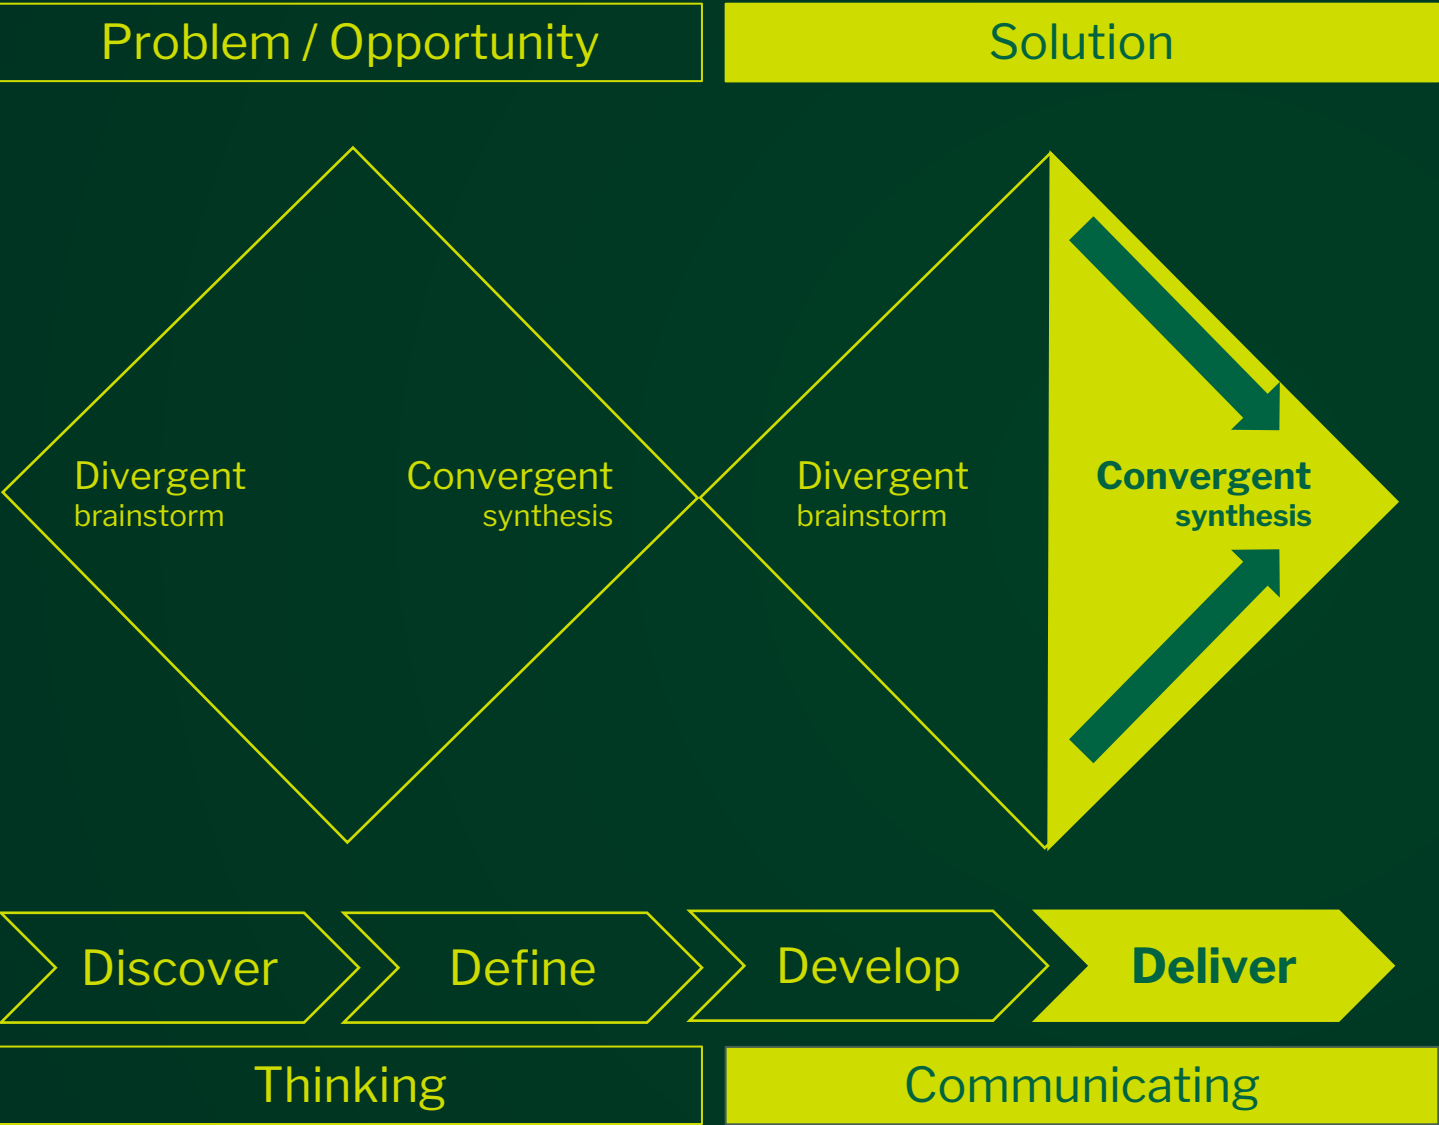 Problem / Opportunity
Solution
Divergent
brainstorm
Convergent
synthesis
Divergent
brainstorm
Convergent
synthesis
Discover
Define
Develop
Deliver
Thinking
Communicating